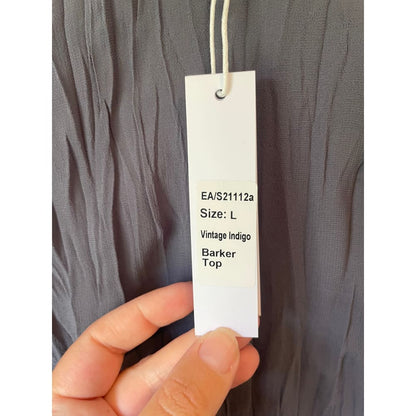 EA/S21112a
Size: L
Vintage Indigo
Barker
Top